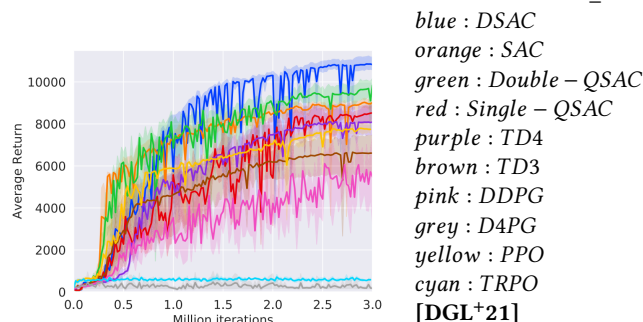 blue : DSAC
orange : SAC
green : Double − QSAC
red : Single − QSAC
purple : TD4
brown : TD3
pink : DDPG
grey : D4PG
yellow : PPO
cyan : TRPO
[DGL+21]
Average Return
10000
8000
6000
4000
2000
0
0.0 0.5 1.0 1.5 2.0 2.5 3.0
Million iterations